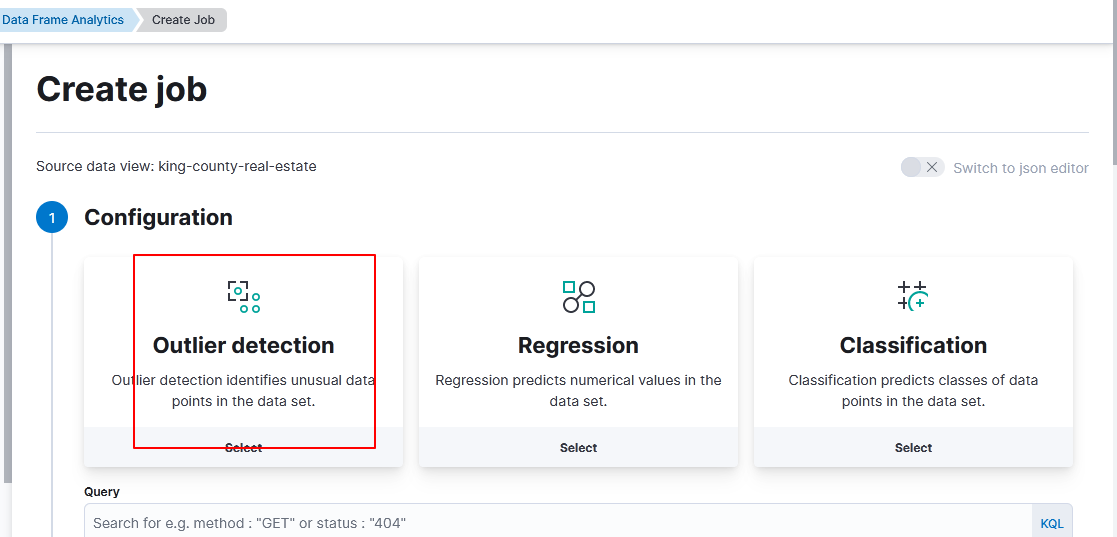 Data Frame Analytics
Create Job
Create job
Source data view: king-county-real-estate
Switch to json editor
1
Configuration
Outlier detection
Outlier detection identifies unusual data
points in the data set.
Select
Regression
Regression predicts numerical values in the
data set.
Select
Classification
Classification predicts classes of data
points in the data set.
Select
Query
Search for e.g. method : "GET" or status : "404"
KQL